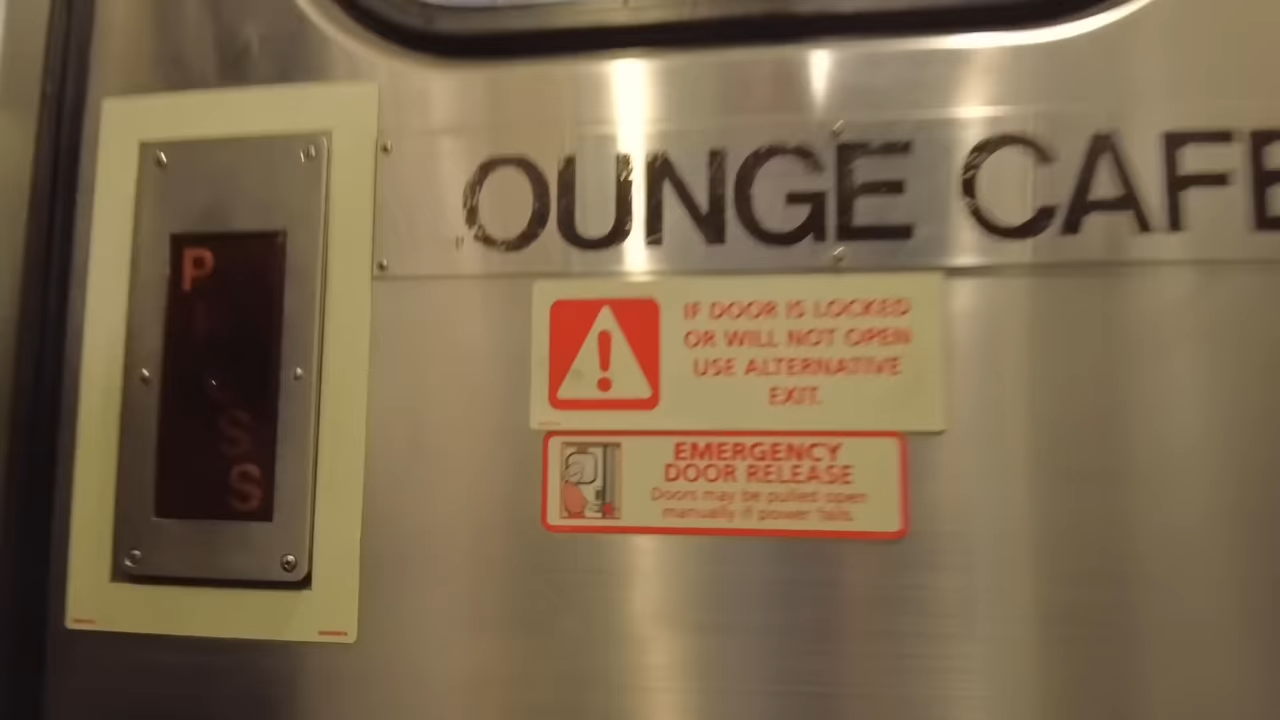 P
S
S
OUNGE CAFE
IF DOOR IS LOCKED
OR WILL NOT OPEN
USE ALTERNATIVE
EXIT.
EMERGENCY
DOOR RELEASE
Doors may be pulled open
manually if power fails.